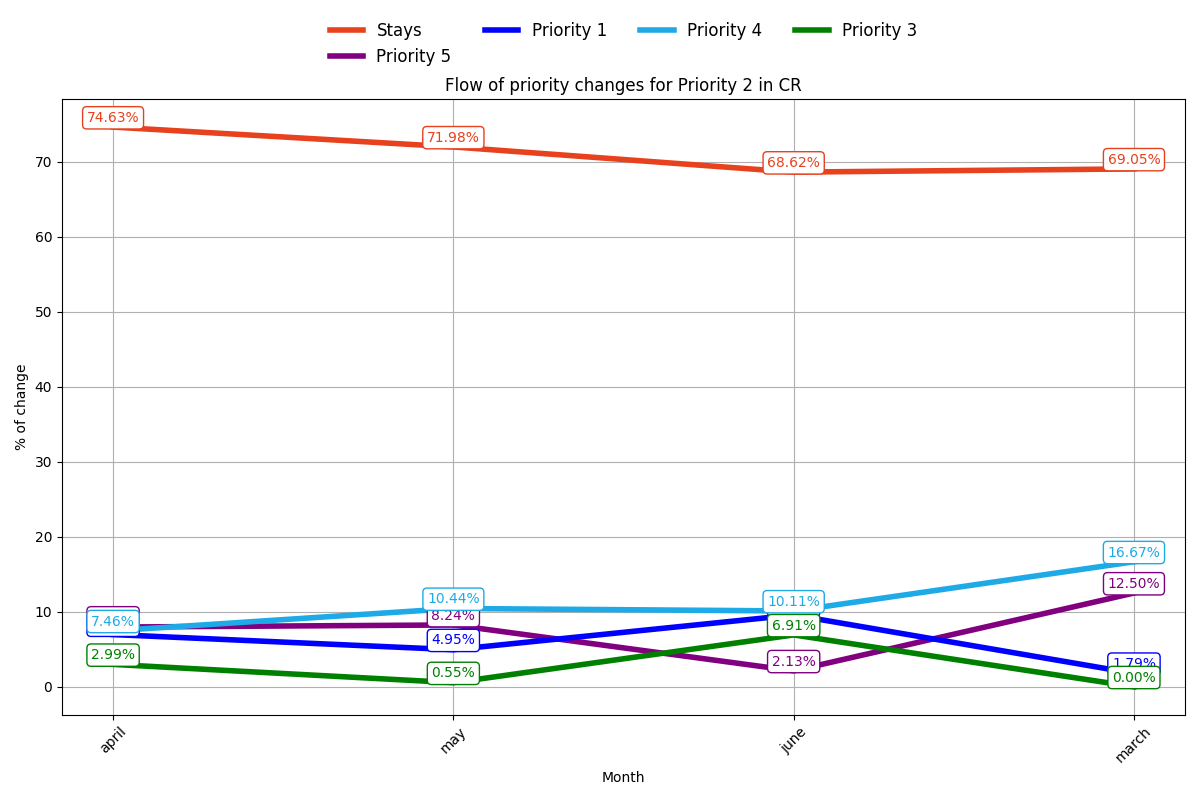 Stays
Priority 1
Priority 4
Priority 3
Priority 5
Flow of priority changes for Priority 2 in CR
% of change
70
60
50
40
30
20
10
0
74.63%
71.98%
68.62%
69.05%
7.46%
10.44%
10.11%
16.67%
8.24%
2.13%
12.50%
4.95%
1.79%
2.99%
0.55%
6.91%
0.00%
april
may
june
march
Month